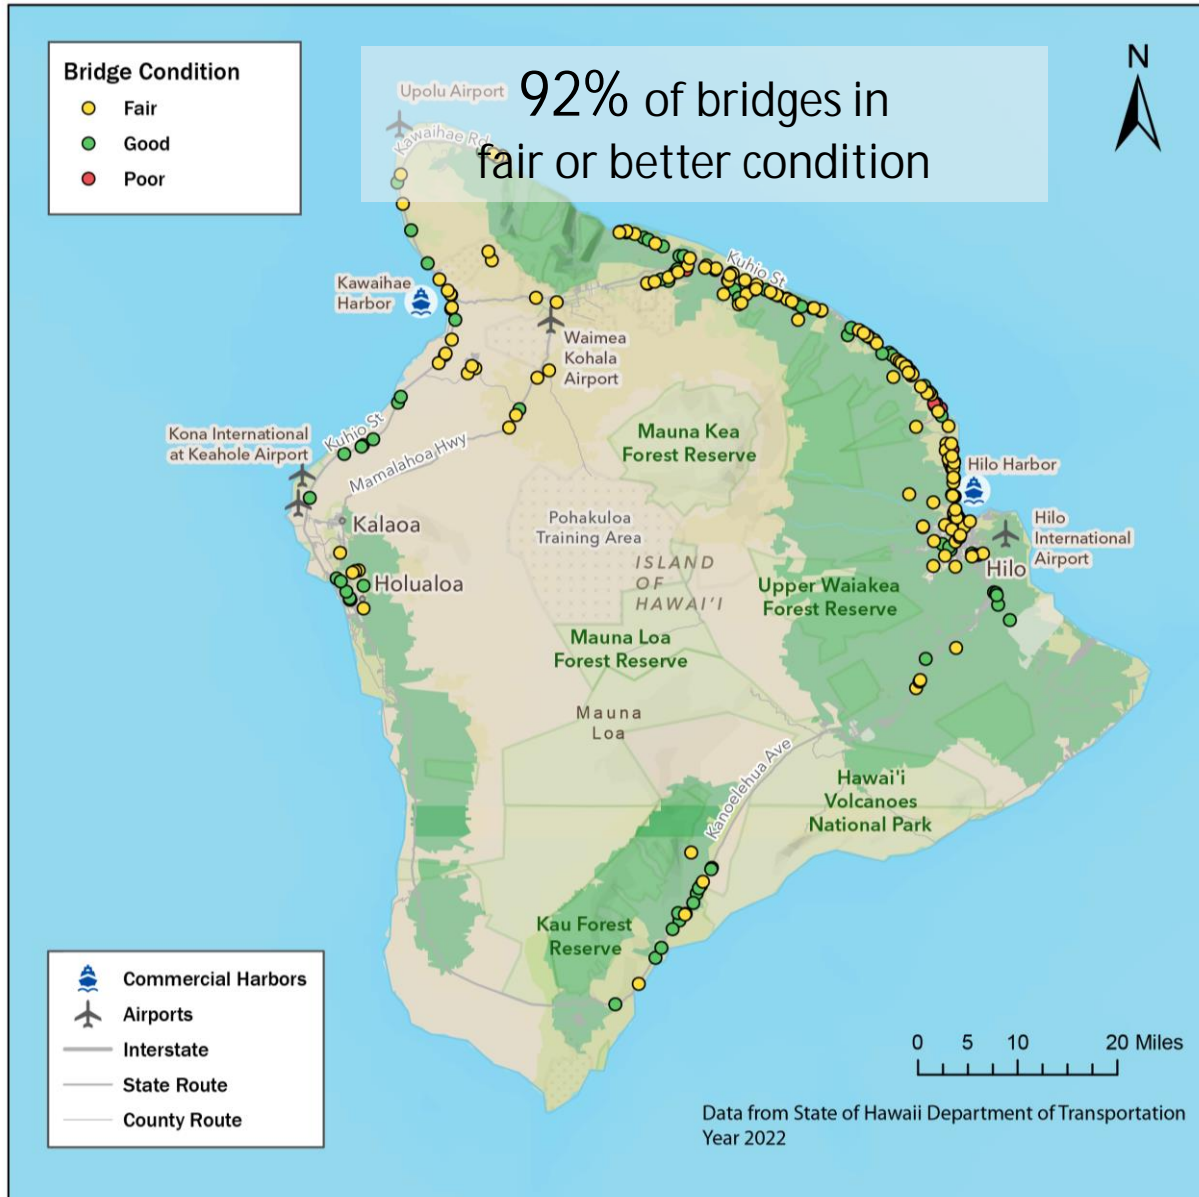 Bridge Condition
Fair
Good
Poor
92% of bridges in
fair or better condition
N
Upolu Airport
Kawaihae Rd
Kuhio St
Kawaihae
Harbor
Waimea
Kohala
Airport
Kuhio St
Kona International
at Keahole Airport
Mamalahoa Hwy
Mauna Kea
Forest Reserve
Hilo Harbor
Kalaoa
Pohakuloa
Training Area
Hilo
International
Airport
ISLAND
OF
HAWAI'I
Holualoa
Upper Waiakea
Forest Reserve
Hilo
Mauna Loa
Forest Reserve
Mauna
Loa
Kanoelehua Ave
Hawai'i
Volcanoes
National Park
Kau Forest
Reserve
Commercial Harbors
Airports
Interstate
State Route
County Route
0 5 10 20 Miles
Data from State of Hawaii Department of Transportation
Year 2022